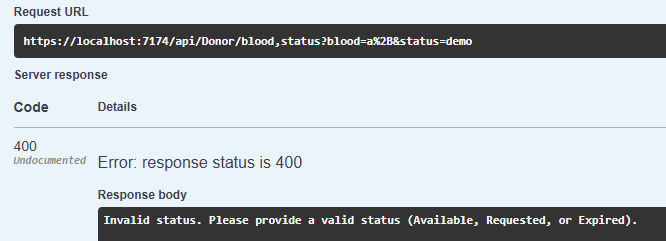 Request URL
https://localhost:7174/api/Donor/blood,status?blood=a%2B&status=demo
Server response
Code Details
400
Undocumented
Error: response status is 400
Response body
Invalid status. Please provide a valid status (Available, Requested, or Expired).